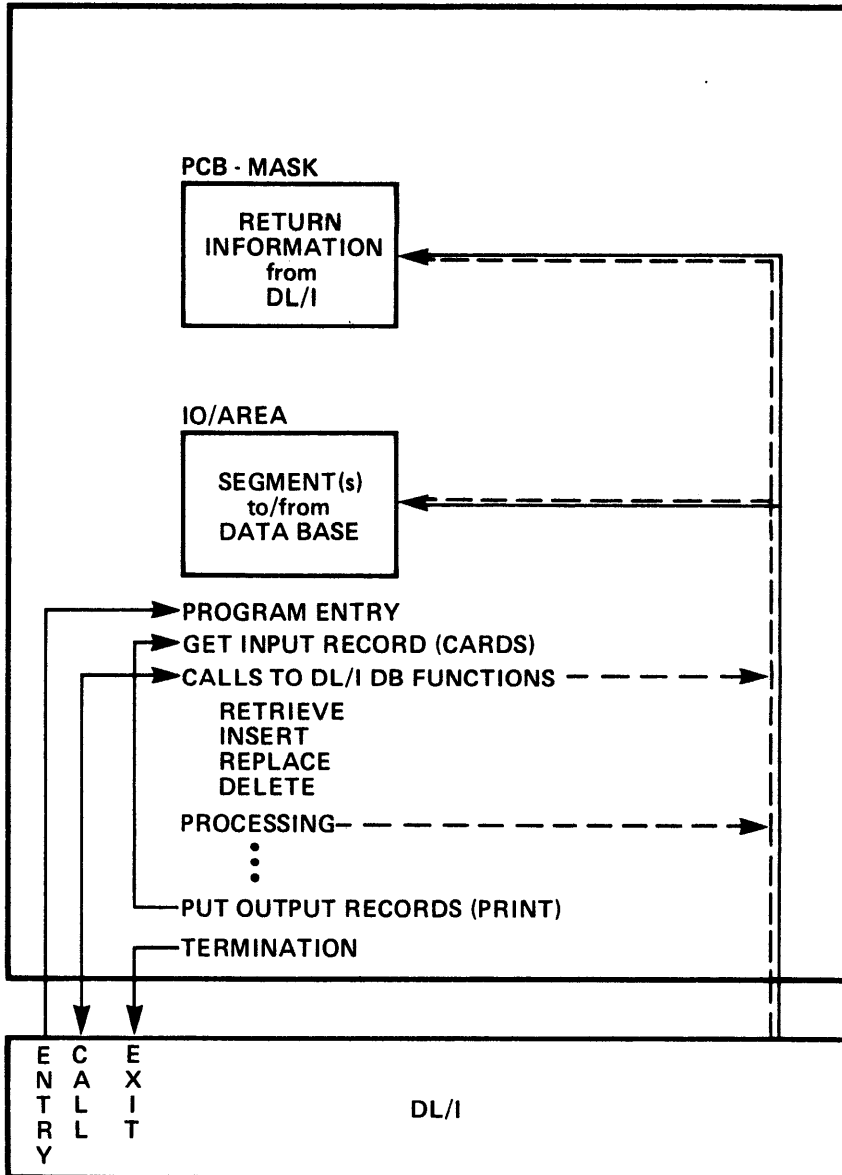 PCB - MASK
RETURN
INFORMATION
from
DL/I
IO/AREA
SEGMENT(s)
to/from
DATA BASE
PROGRAM ENTRY
GET INPUT RECORD (CARDS)
CALLS TO DL/I DB FUNCTIONS
RETRIEVE
INSERT
REPLACE
DELETE
PROCESSING
PUT OUTPUT RECORDS (PRINT)
TERMINATION
ENTRY
CALL
EXIT
DL/I